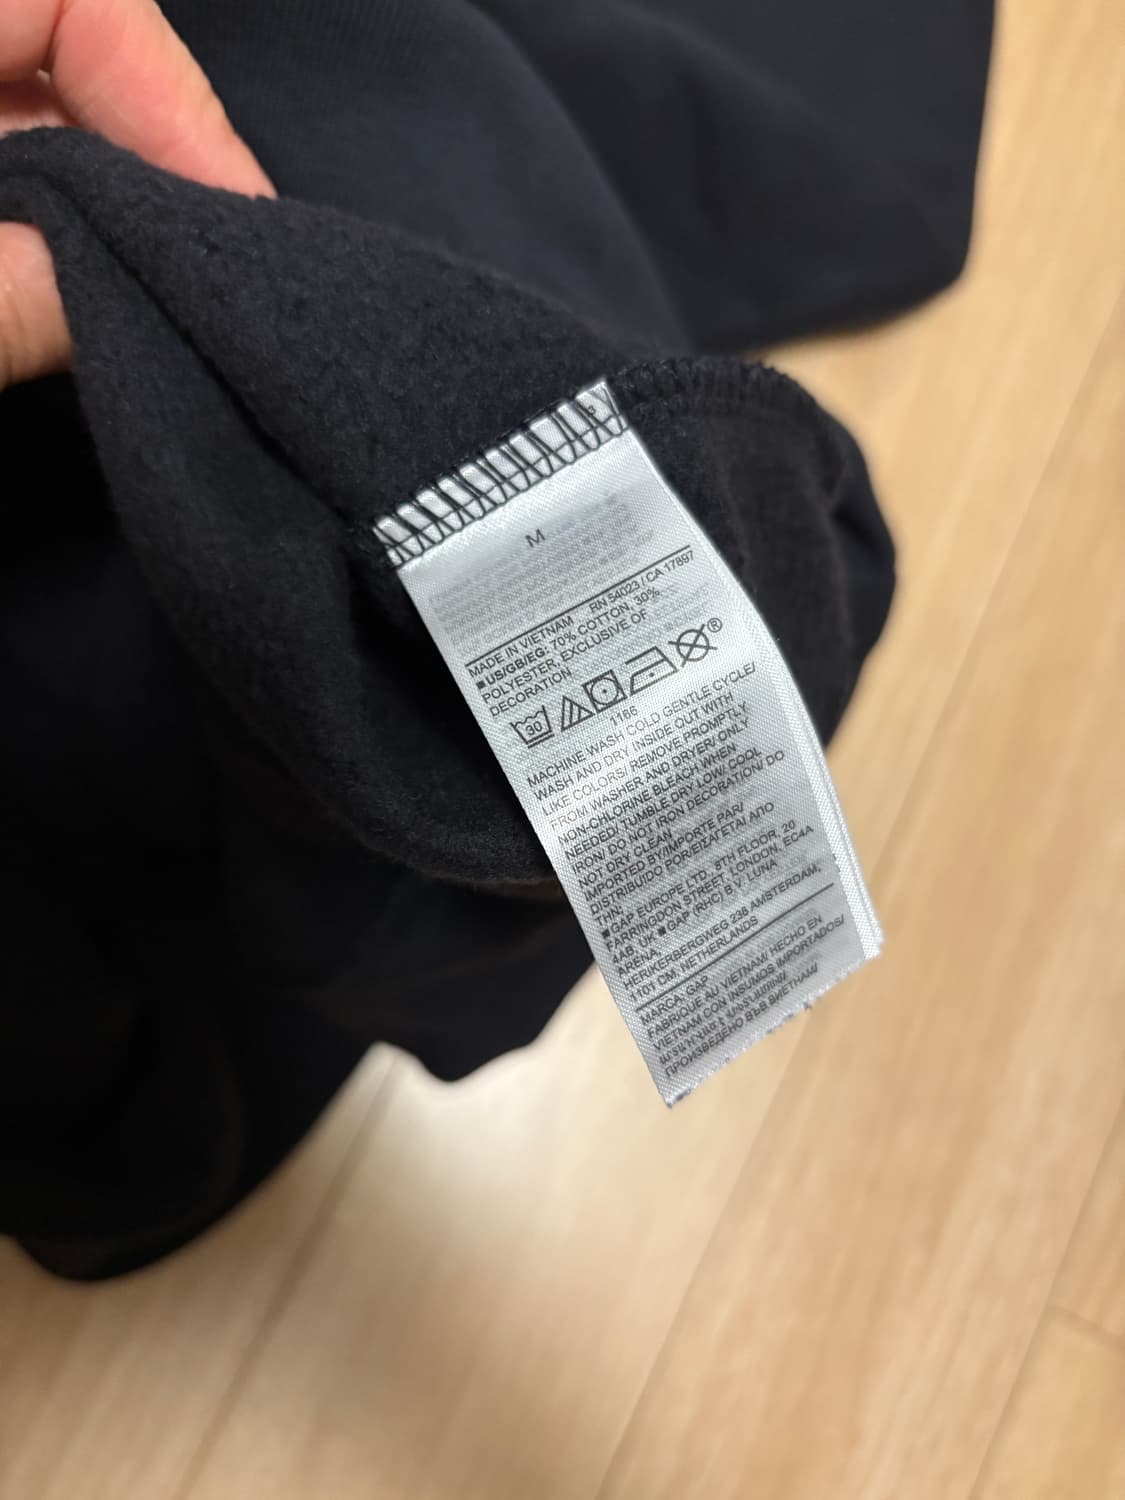 M
MADE IN VIETNAM RN 54023 / CA 17897
■US/GB/EG: 70% COTTON, 30%
POLYESTER, EXCLUSIVE OF
DECORATION
30 ®
1166
MACHINE WASH COLD GENTLE CYCLE/
WASH AND DRY INSIDE OUT WITH
LIKE COLORS/ REMOVE PROMPTLY
FROM WASHER AND DRYER/ ONLY
NON-CHLORINE BLEACH WHEN
NEEDED/ TUMBLE DRY LOW/ COOL
IRON/ DO NOT IRON DECORATION/ DO
NOT DRY CLEAN
IMPORTED BY/IMPORTE PAR/
DISTRIBUIDO POR/ΕΙΣΑΓΕΤΑΙ ΑΠΟ
ΤΗΝ:
■GAP EUROPE LTD., 8TH FLOOR, 20
FARRINGDON STREET, LONDON, EC4A
4AB, UK ■GAP (RHC) B.V. LUNA
ARENA,
HERIKERBERGWEG 238 AMSTERDAM,
1101 CM, NETHERLANDS
MARCA: GAP
FABRIQUE AU VIETNAM/ HECHO EN
VIETNAM CON INSUMOS IMPORTADOS/
ПРОИЗВЕДЕНО ВЪВ ВИЕТНАМ/